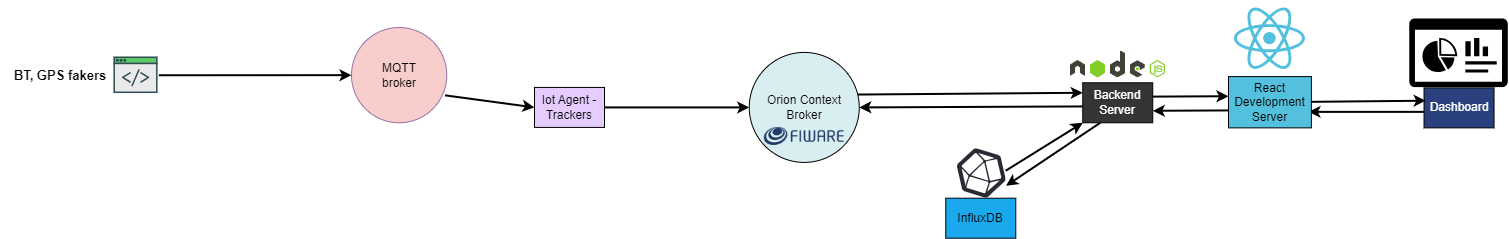 BT, GPS fakers
</>
MQTT
broker
Iot Agent -
Trackers
Orion Context
Broker
FIWARE
node
JS
Backend
Server
InfluxDB
React
Development
Server
Dashboard